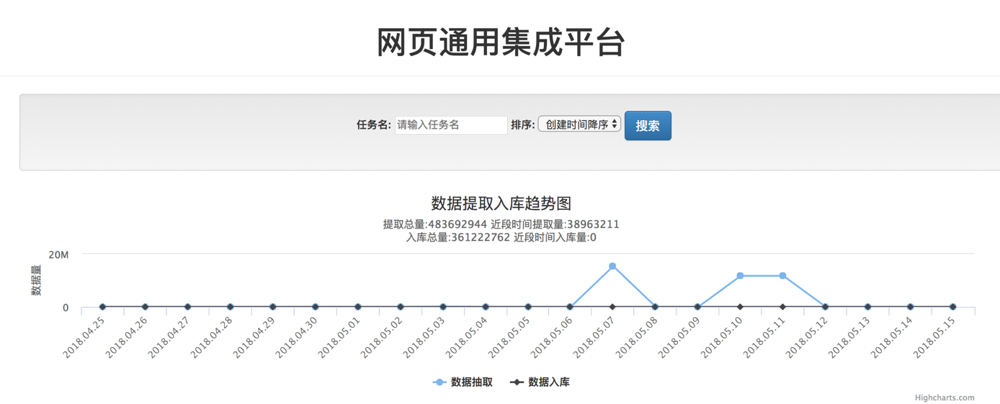 网页通用集成平台
任务名: 请输入任务名 排序: 创建时间降序 搜索
数据提取入库趋势图
提取总量:483692944 近段时间提取量:38963211
入库总量:361222762 近段时间入库量:0
20M
数据量
0
2018.04.25 2018.04.26 2018.04.27 2018.04.28 2018.04.29 2018.04.30 2018.05.01 2018.05.02 2018.05.03 2018.05.04 2018.05.05 2018.05.06 2018.05.07 2018.05.08 2018.05.09 2018.05.10 2018.05.11 2018.05.12 2018.05.13 2018.05.14 2018.05.15
数据抽取 数据入库
Highcharts.com